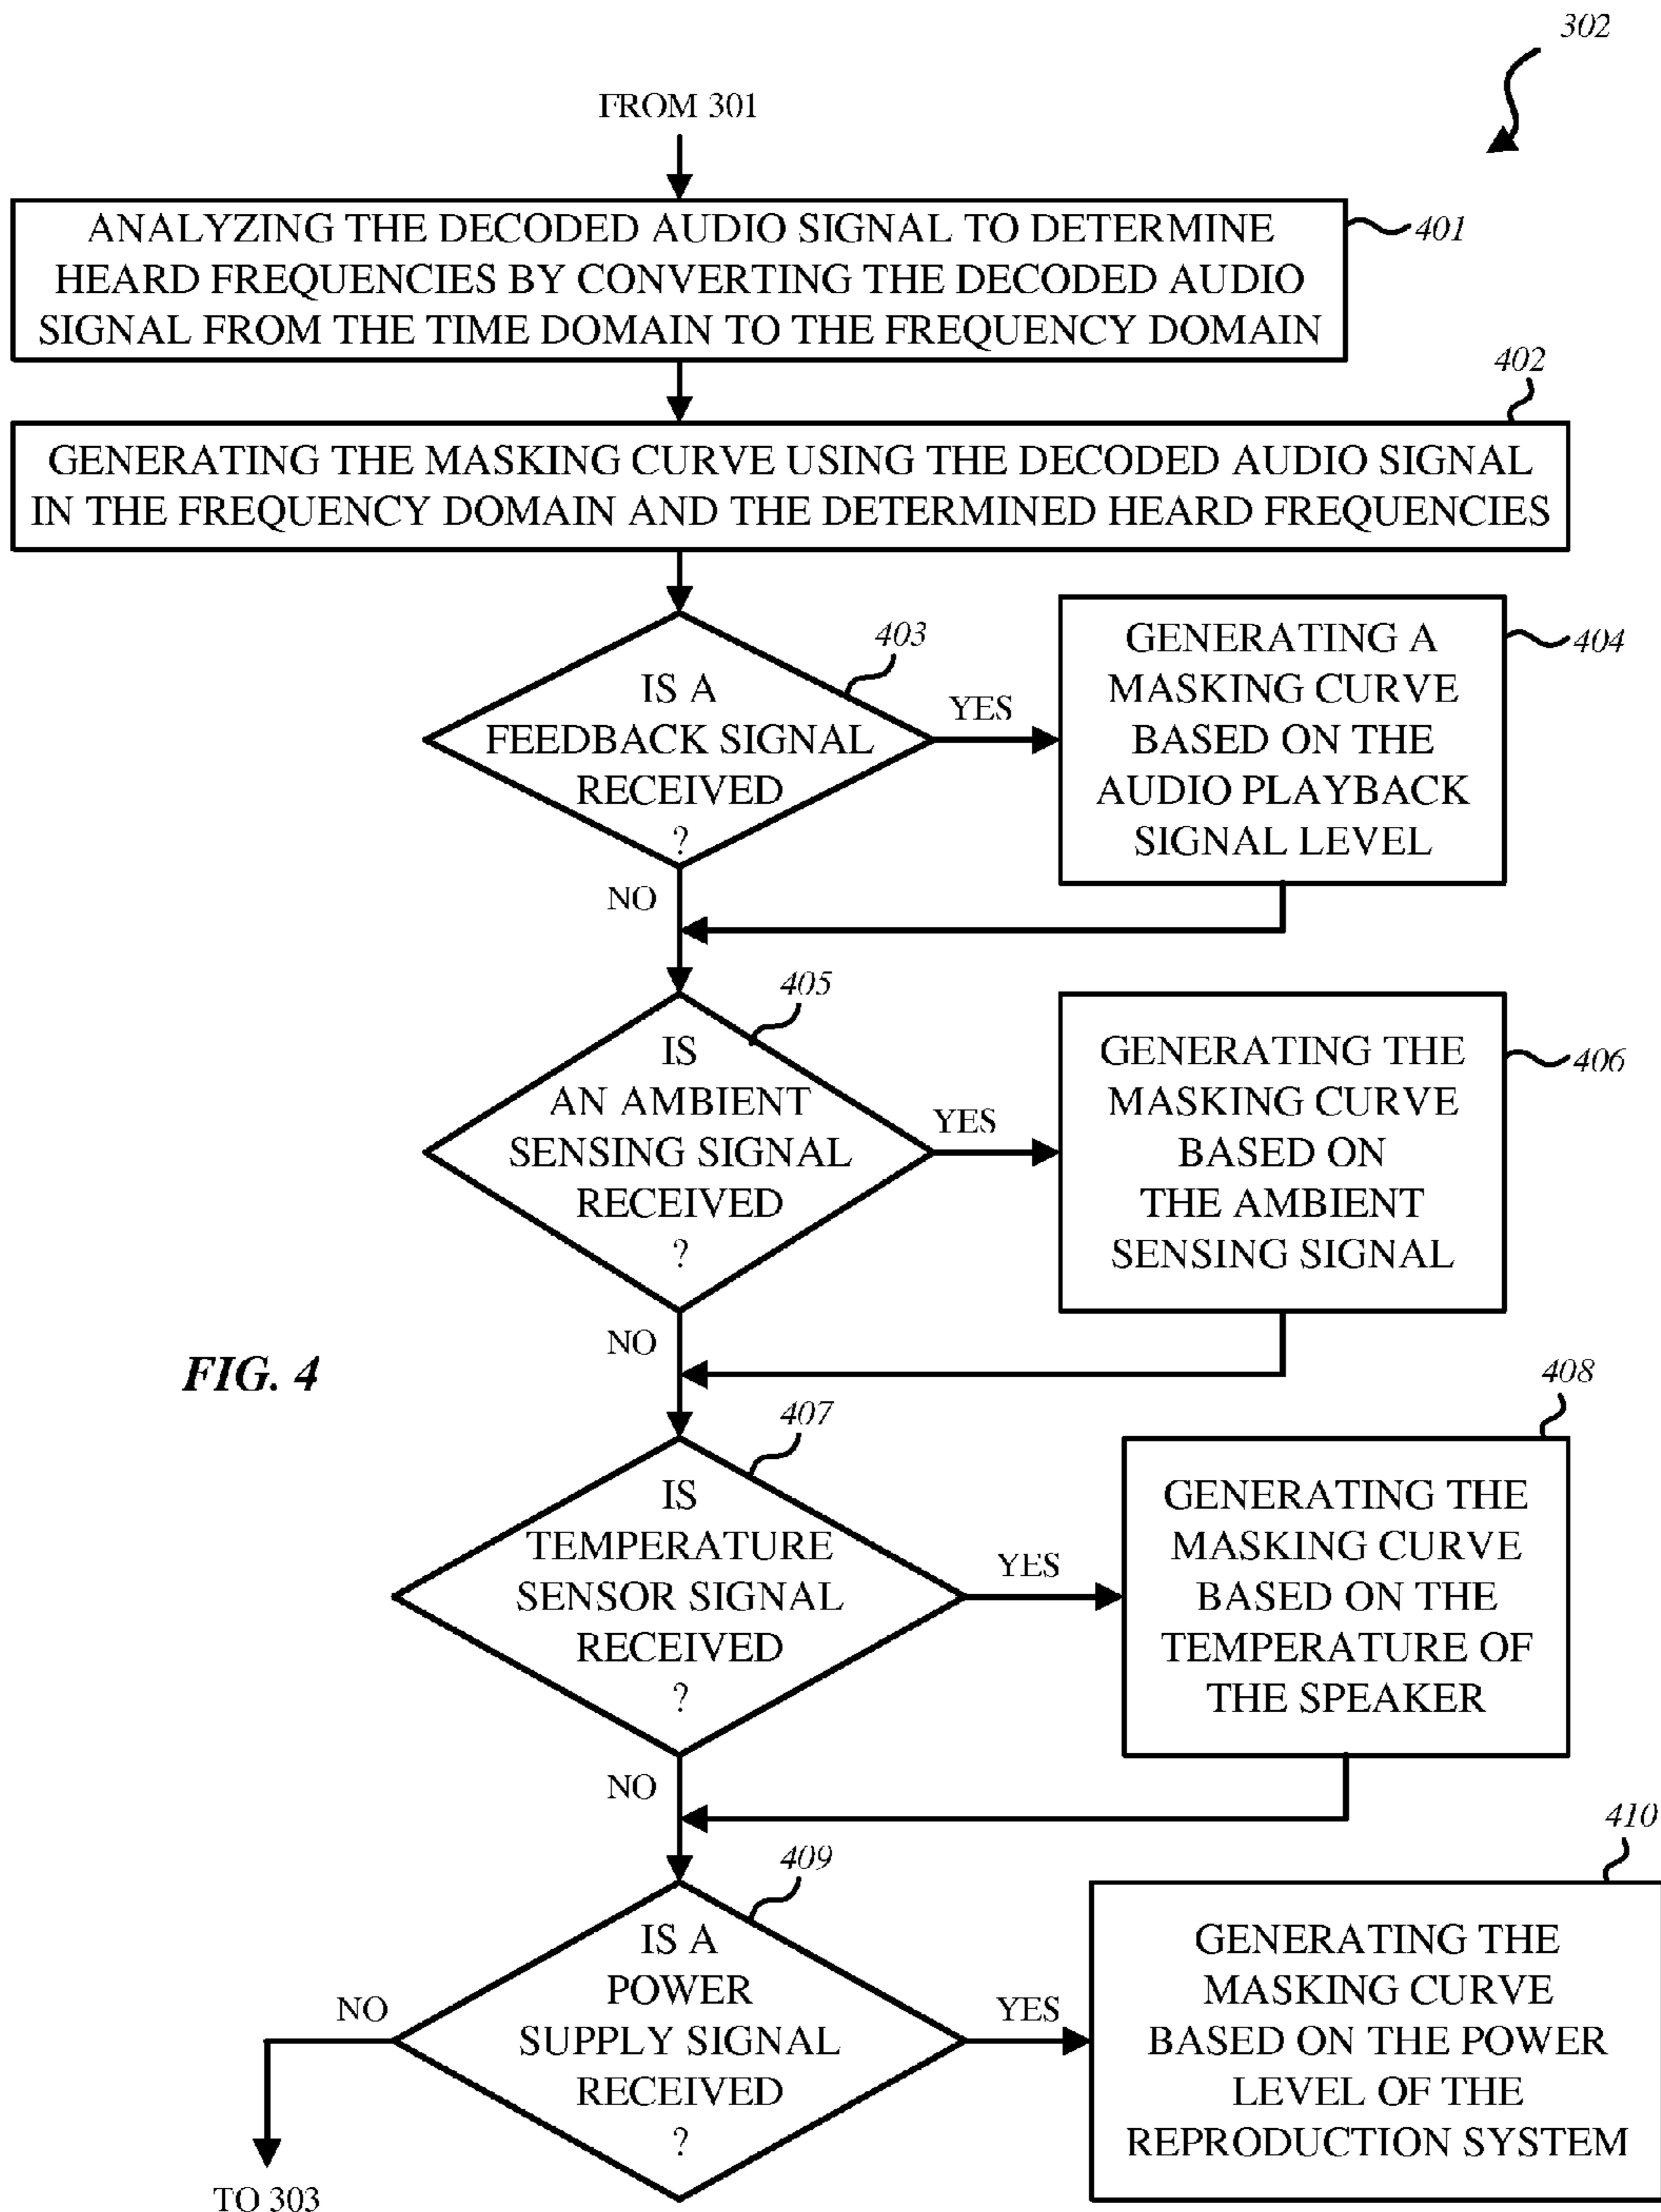 302
FROM 301
ANALYZING THE DECODED AUDIO SIGNAL TO DETERMINE
HEARD FREQUENCIES BY CONVERTING THE DECODED AUDIO
SIGNAL FROM THE TIME DOMAIN TO THE FREQUENCY DOMAIN
401
402
GENERATING THE MASKING CURVE USING THE DECODED AUDIO SIGNAL
IN THE FREQUENCY DOMAIN AND THE DETERMINED HEARD FREQUENCIES
403
IS A
FEEDBACK SIGNAL
RECEIVED
?
YES
NO
GENERATING A
MASKING CURVE
BASED ON THE
AUDIO PLAYBACK
SIGNAL LEVEL
404
405
IS
AN AMBIENT
SENSING SIGNAL
RECEIVED
?
YES
NO
GENERATING THE
MASKING CURVE
BASED ON
THE AMBIENT
SENSING SIGNAL
406
FIG. 4
407
IS
TEMPERATURE
SENSOR SIGNAL
RECEIVED
?
YES
NO
408
GENERATING THE
MASKING CURVE
BASED ON THE
TEMPERATURE OF
THE SPEAKER
409
IS A
POWER
SUPPLY SIGNAL
RECEIVED
?
NO
YES
410
GENERATING THE
MASKING CURVE
BASED ON THE POWER
LEVEL OF THE
REPRODUCTION SYSTEM
TO 303